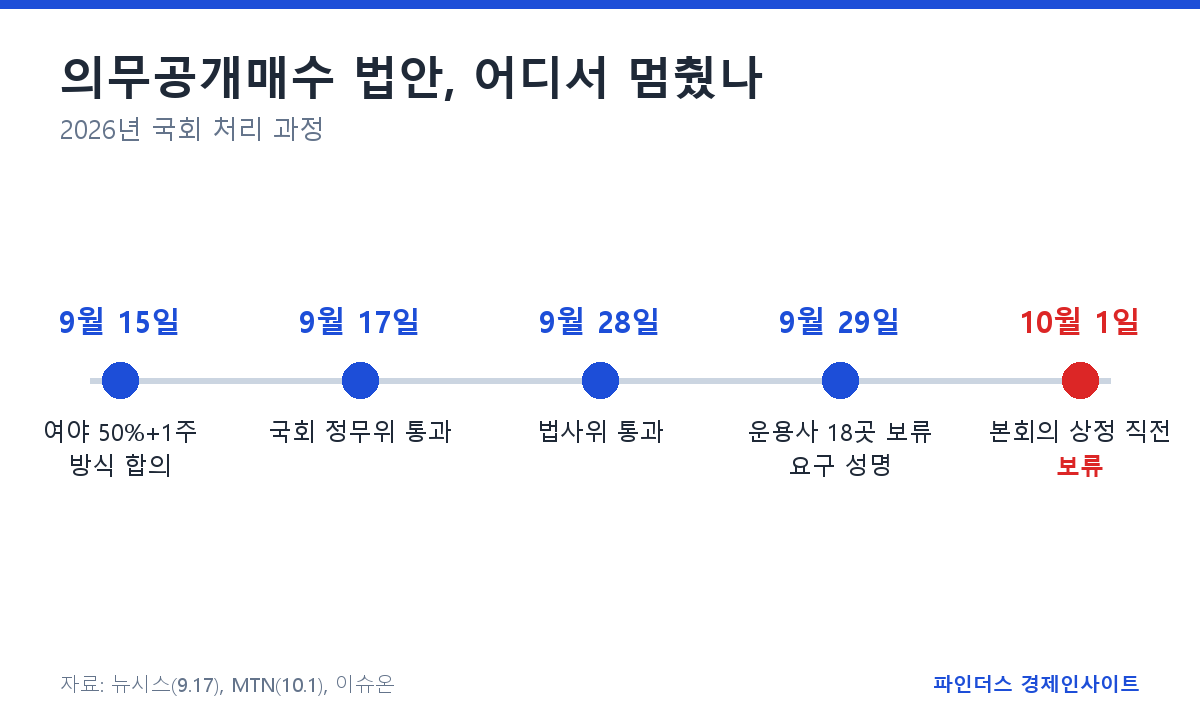 의무공개매수 법안, 어디서 멈췄나
2026년 국회 처리 과정
9월 15일
여야 50%+1주
방식 합의
9월 17일
국회 정무위 통과
9월 28일
법사위 통과
9월 29일
운용사 18곳 보류
요구 성명
10월 1일
본회의 상정 직전
보류
자료: 뉴시스(9.17), MTN(10.1), 이슈온
파인더스 경제인사이트